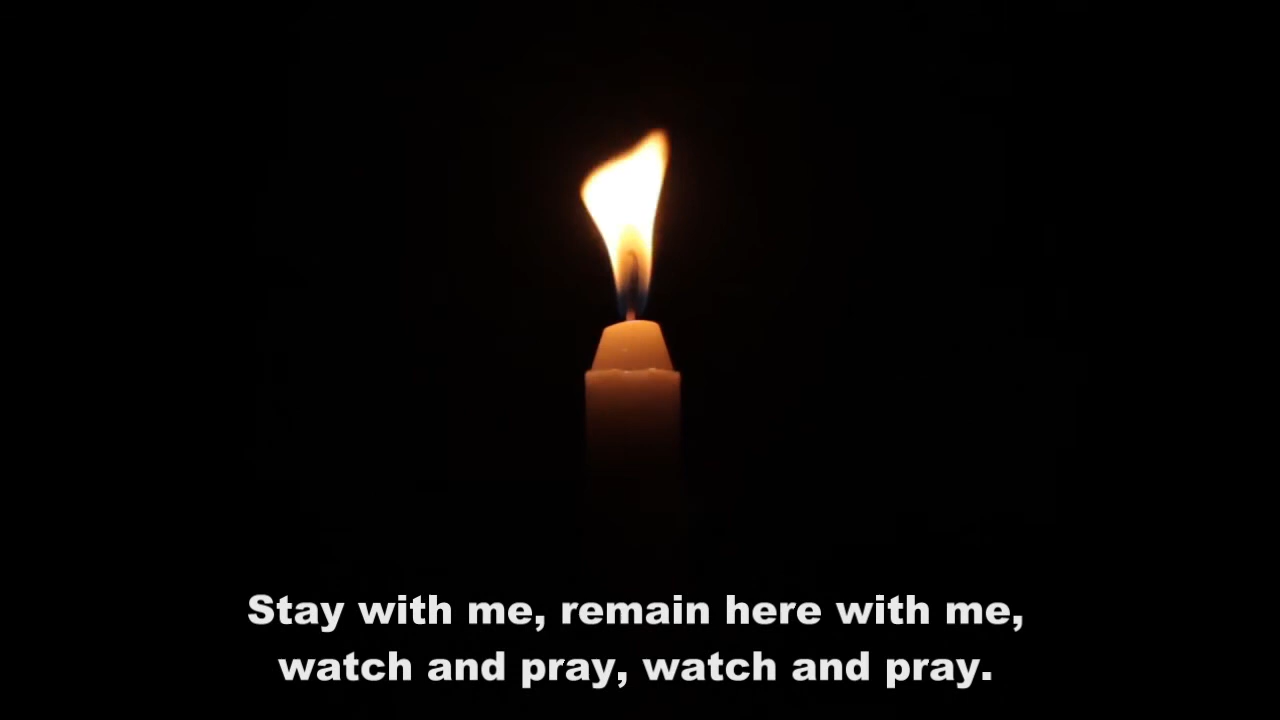 Stay with me, remain here with me,
watch and pray, watch and pray.